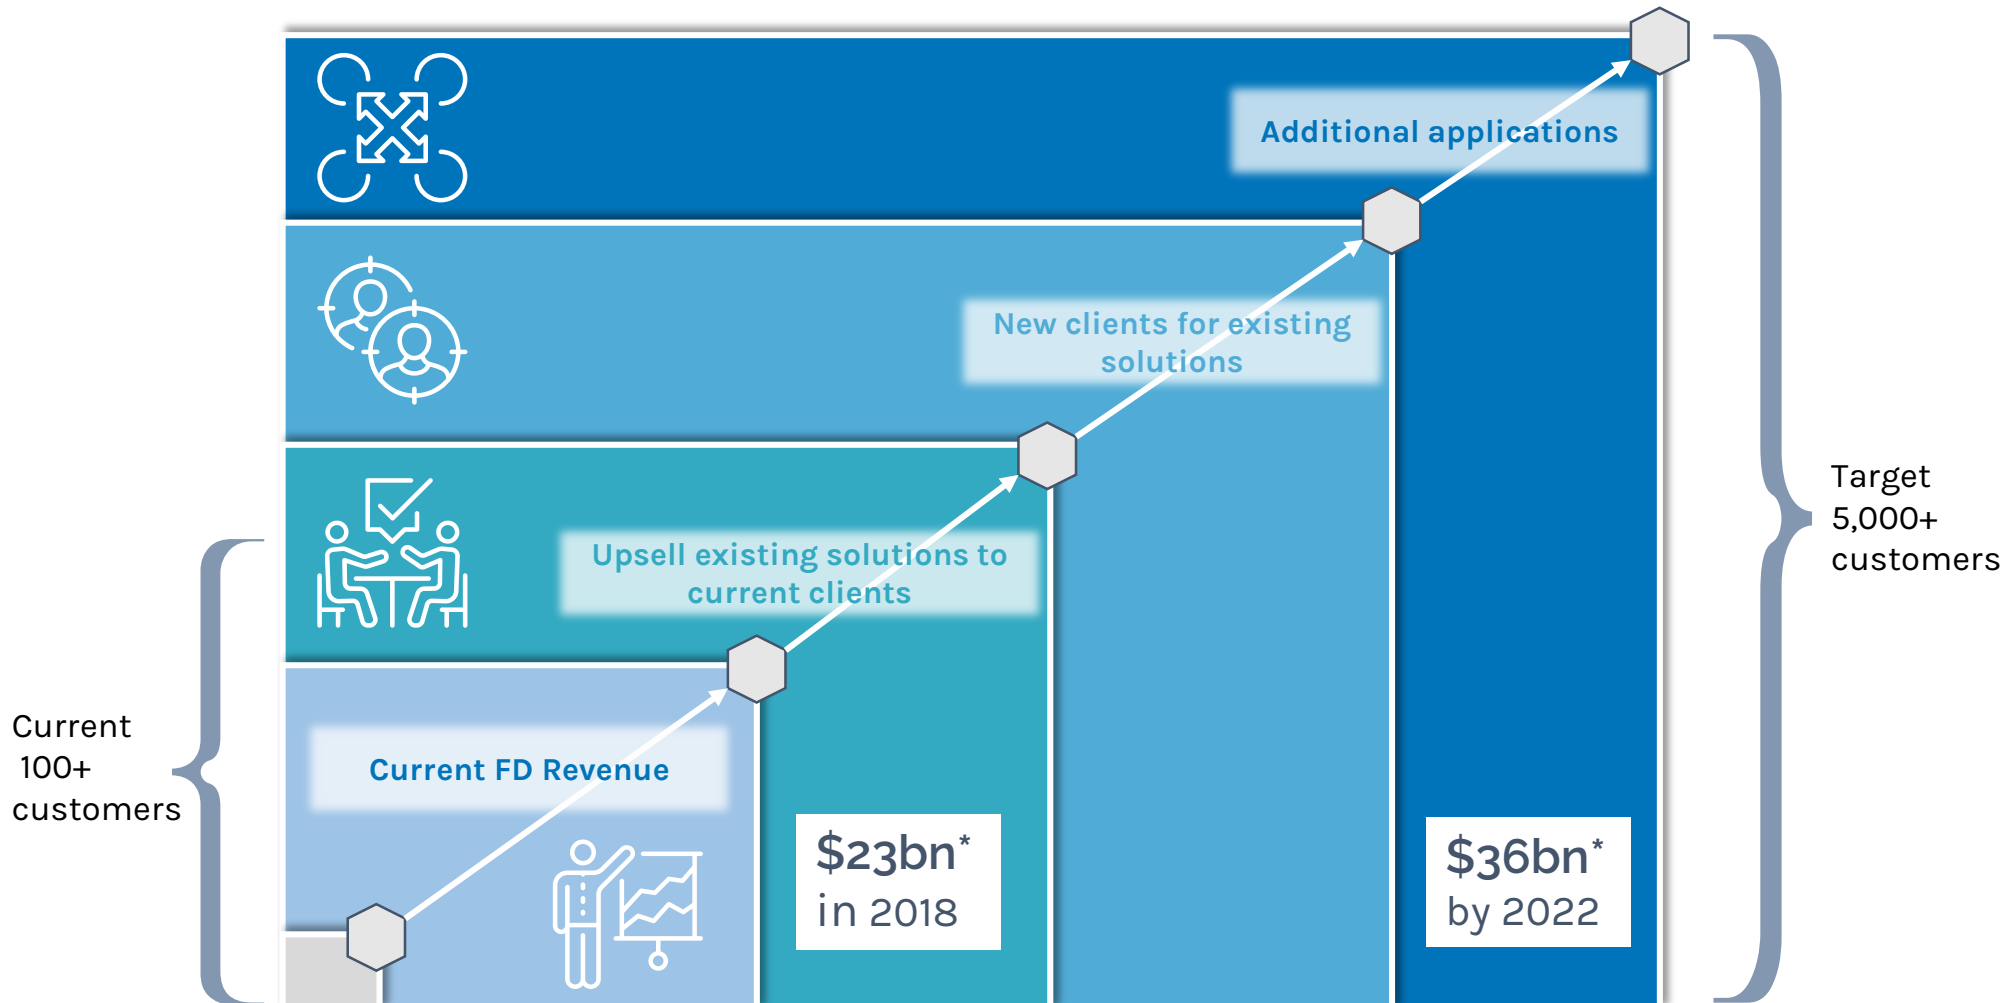 Additional applications
New clients for existing
solutions
Upsell existing solutions to
current clients
Current FD Revenue
Current
100+
customers
Target
5,000+
customers
$23bn*
in 2018
$36bn*
by 2022